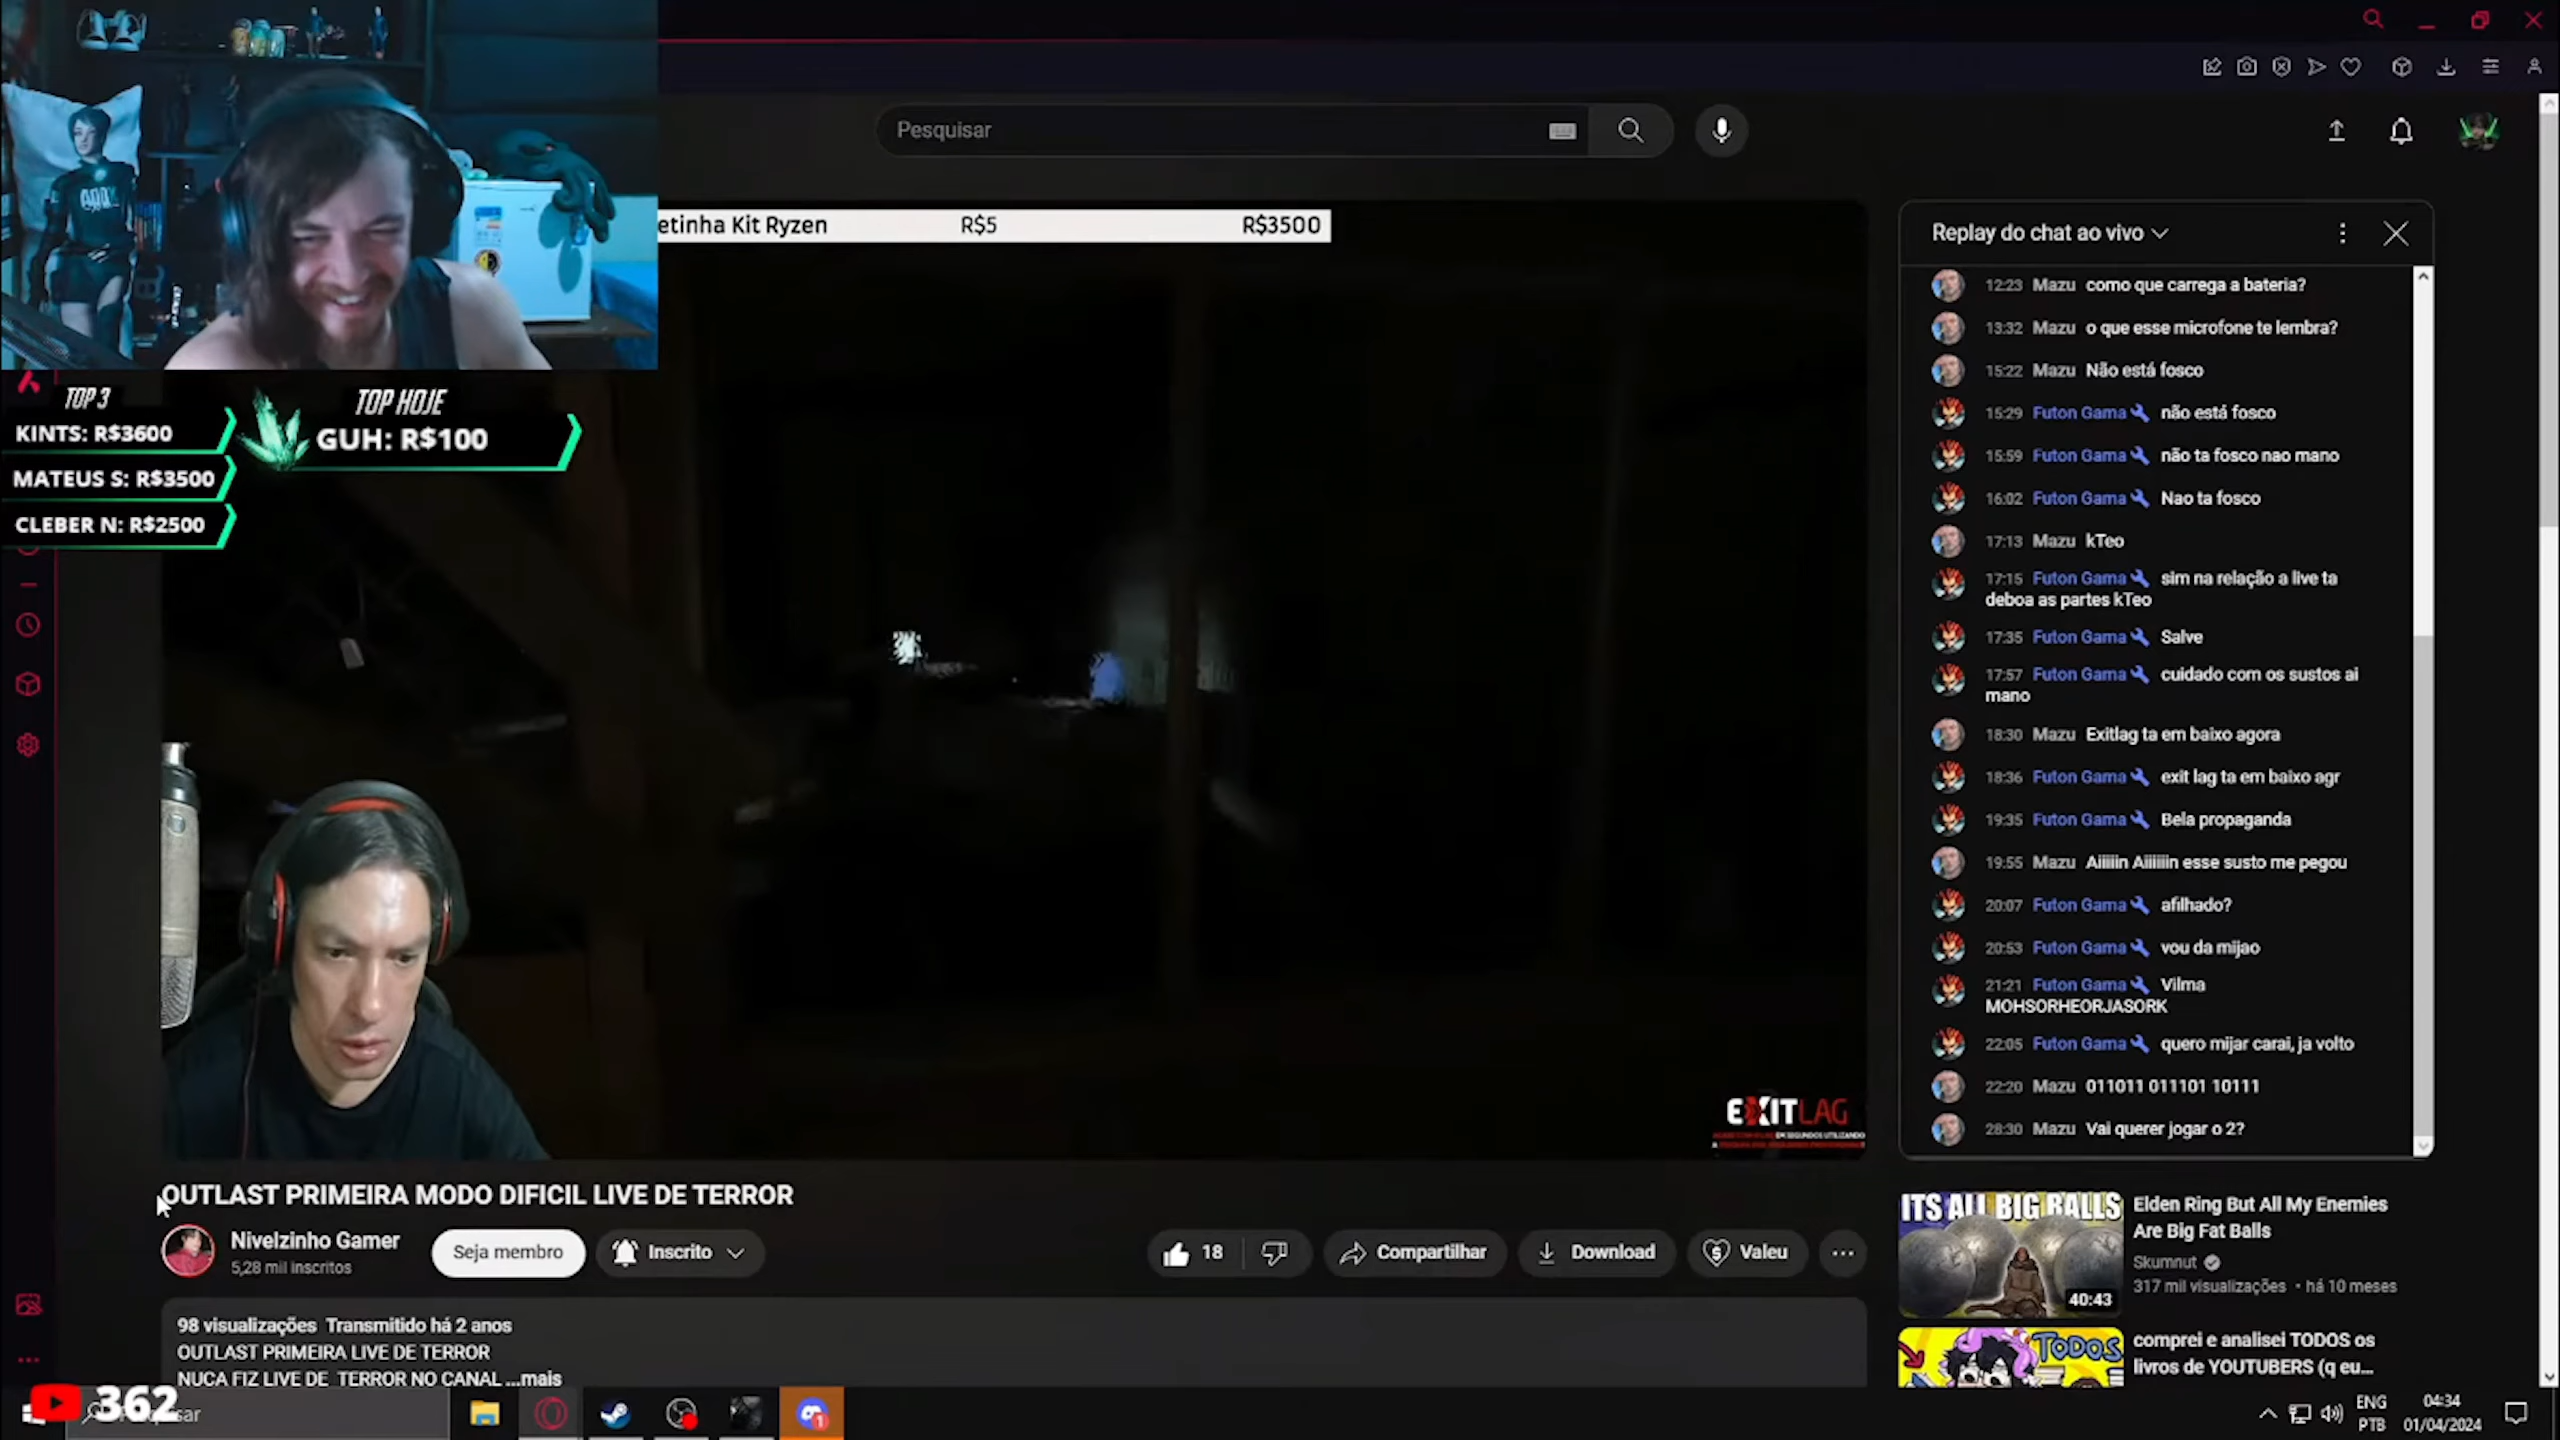 Pesquisar
etinha Kit Ryzen R$5 R$3500
TOP 3
KINTS: R$3600
MATEUS S: R$3500
CLEBER N: R$2500
TOP HOJE
GUH: R$100
Replay do chat ao vivo
12:23 Mazu como que carrega a bateria?
13:32 Mazu o que esse microfone te lembra?
15:22 Mazu Não está fosco
15:29 Futon Gama não está fosco
15:59 Futon Gama não ta fosco nao mano
16:02 Futon Gama Nao ta fosco
17:13 Mazu kTeo
17:15 Futon Gama sim na relação a live ta
deboa as partes kTeo
17:35 Futon Gama Salve
17:57 Futon Gama cuidado com os sustos ai
mano
18:30 Mazu Exitlag ta em baixo agora
18:36 Futon Gama exit lag ta em baixo agr
19:35 Futon Gama Bela propaganda
19:55 Mazu Aiiiiin Aiiiiiiin esse susto me pegou
20:07 Futon Gama afilhado?
20:53 Futon Gama vou da mijao
21:21 Futon Gama Vilma
MOHSORHEORJASORK
22:05 Futon Gama quero mijar carai, ja volto
22:20 Mazu 011011 011101 10111
28:30 Mazu Vai querer jogar o 2?
EXITLAG
OUTLAST PRIMEIRA MODO DIFICIL LIVE DE TERROR
Nivelzinho Gamer
5,28 mil inscritos
Seja membro
Inscrito
18
Compartilhar
Download
Valeu
98 visualizações Transmitido há 2 anos
OUTLAST PRIMEIRA LIVE DE TERROR
NUCA FIZ LIVE DE TERROR NO CANAL ...mais
ITS ALL BIG BALLS
40:43
Elden Ring But All My Enemies
Are Big Fat Balls
Skumnut
317 mil visualizações • há 10 meses
TODOS
comprei e analisei TODOS os
livros de YOUTUBERS (q eu...
362
sar
1
ENG
PTB
04:34
01/04/2024